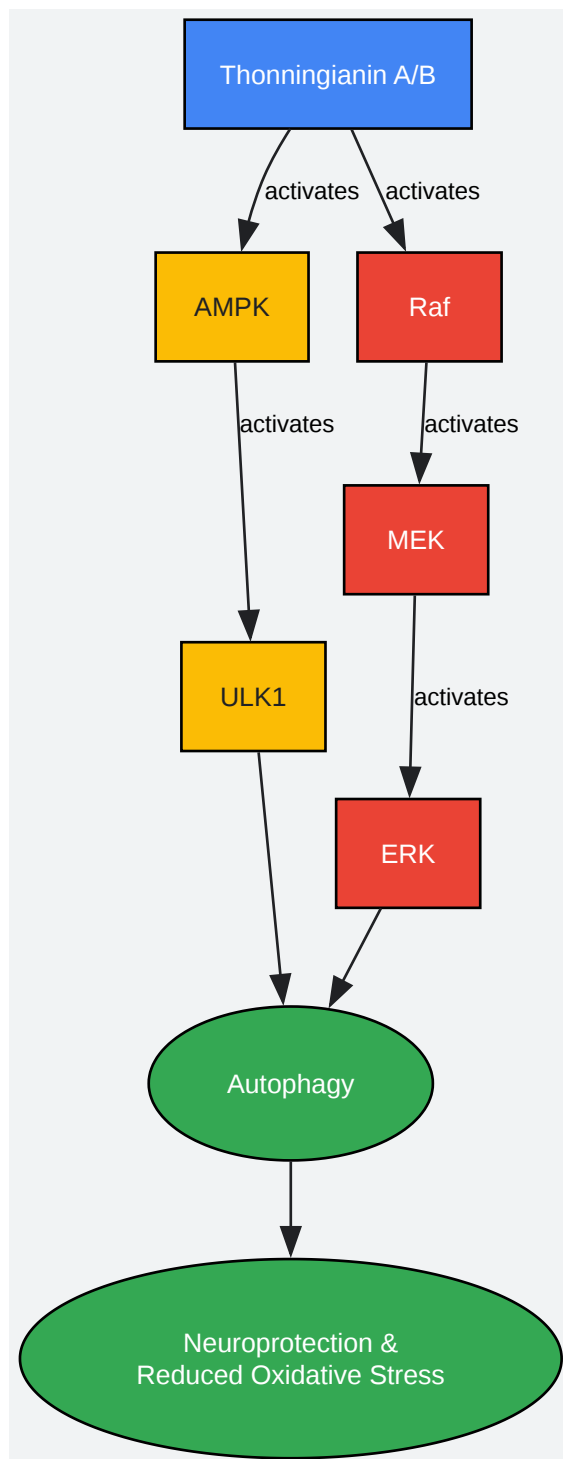 Thonningianin A/B
activates
activates
AMPK
Raf
activates
activates
MEK
ULK1
activates
ERK
Autophagy
Neuroprotection &
Reduced Oxidative Stress